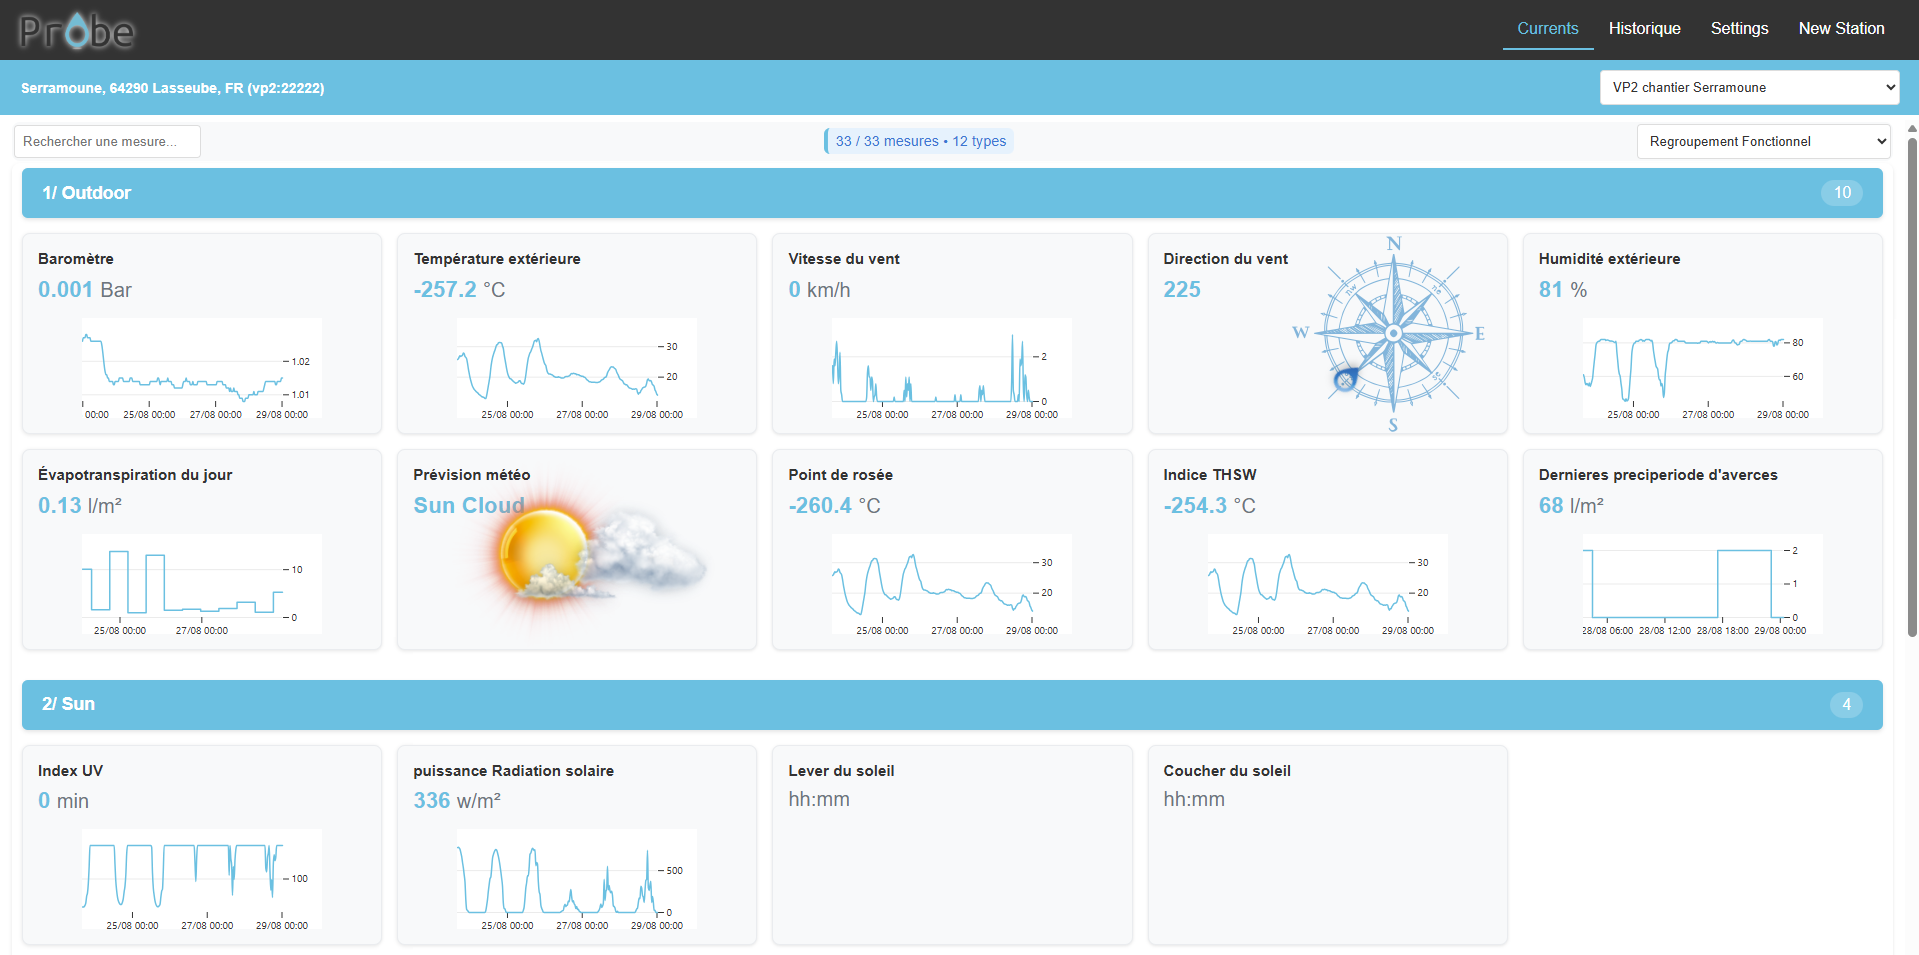 Probe
Currents Historique Settings New Station
Serramoune, 64290 Lasseube, FR (vp2:22222)
VP2 chantier Serramoune
Rechercher une mesure...
33 / 33 mesures • 12 types
Regroupement Fonctionnel
1/ Outdoor
10
Baromètre
0.001 Bar
1.02
1.01
00:00 25/08 00:00 27/08 00:00 29/08 00:00
Température extérieure
-257.2 °C
30
20
25/08 00:00 27/08 00:00 29/08 00:00
Vitesse du vent
0 km/h
2
0
25/08 00:00 27/08 00:00 29/08 00:00
Direction du vent
225
N
nw ne
W E
S
Humidité extérieure
81 %
80
60
25/08 00:00 27/08 00:00 29/08 00:00
Évapotranspiration du jour
0.13 l/m²
10
0
25/08 00:00 27/08 00:00
Prévision météo
Sun Cloud
Point de rosée
-260.4 °C
30
20
25/08 00:00 27/08 00:00 29/08 00:00
Indice THSW
-254.3 °C
30
20
25/08 00:00 27/08 00:00 29/08 00:00
Dernieres preciperiode d'averces
68 l/m²
2
1
0
28/08 06:00 28/08 12:00 28/08 18:00 29/08 00:00
2/ Sun
4
Index UV
0 min
100
25/08 00:00 27/08 00:00 29/08 00:00
puissance Radiation solaire
336 w/m²
500
0
25/08 00:00 27/08 00:00 29/08 00:00
Lever du soleil
hh:mm
Coucher du soleil
hh:mm